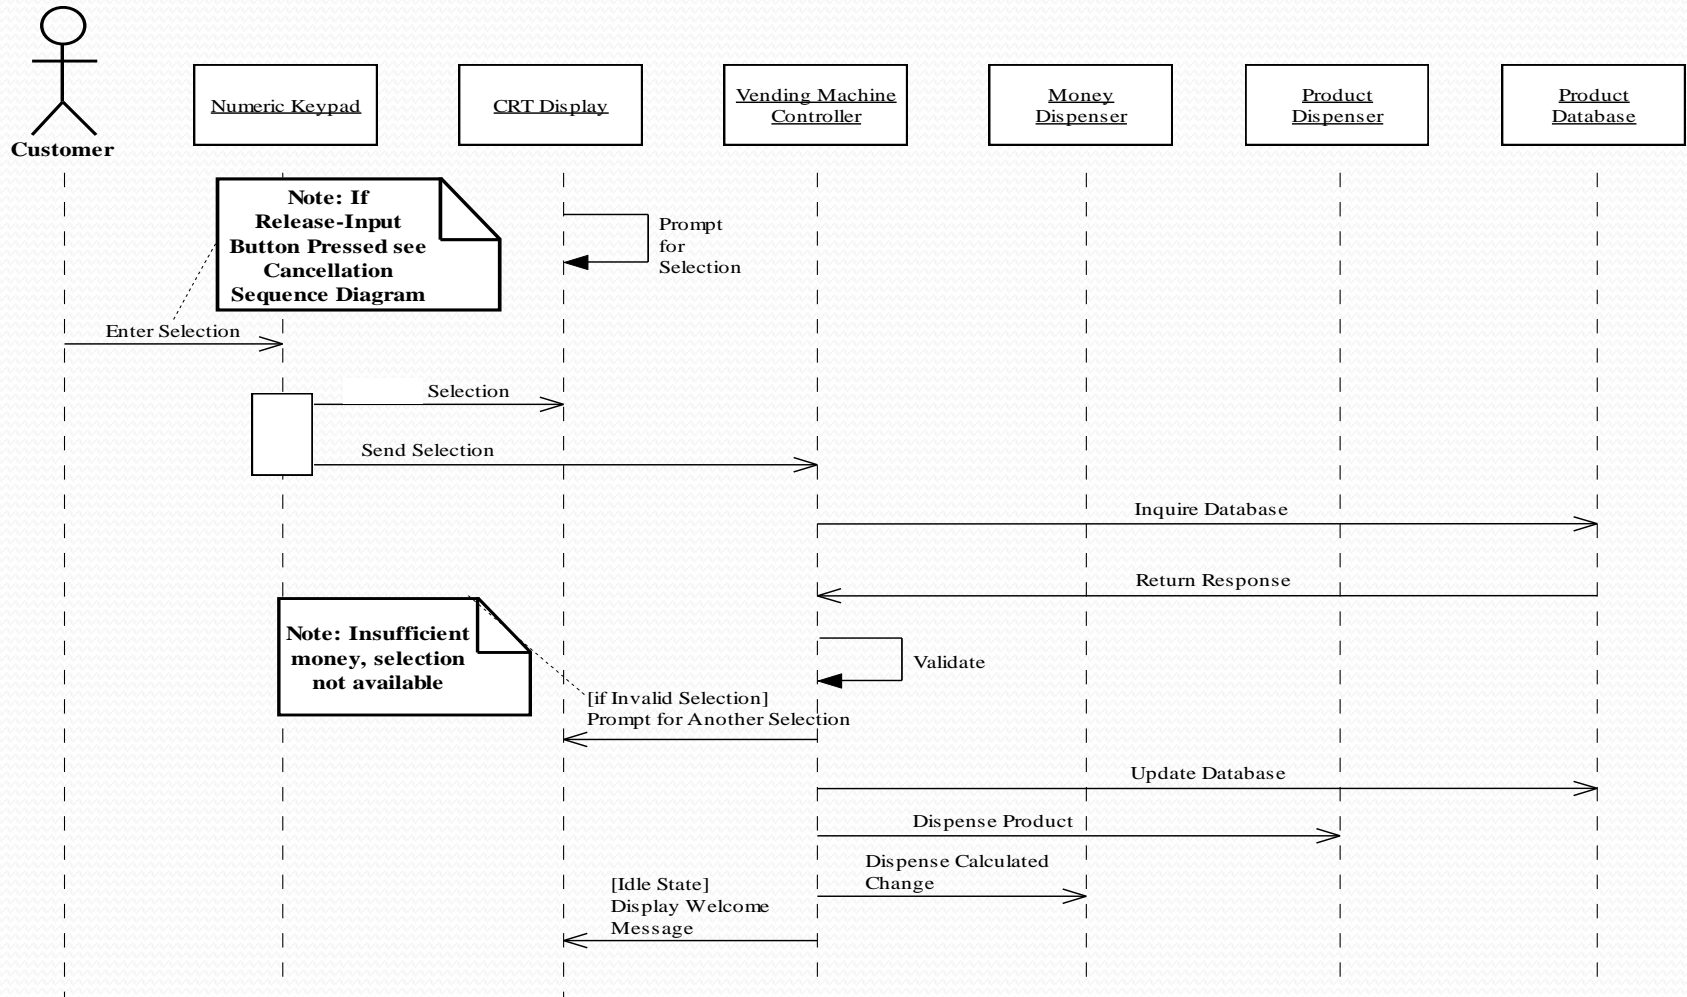 Customer
Numeric Keypad
CRT Display
Vending Machine
Controller
Money
Dispenser
Product
Dispenser
Product
Database
Note: If
Release-Input
Button Pressed see
Cancellation
Sequence Diagram
Prompt
for
Selection
Enter Selection
Selection
Send Selection
Inquire Database
Return Response
Note: Insufficient
money, selection
not available
Validate
[if Invalid Selection]
Prompt for Another Selection
Update Database
Dispense Product
Dispense Calculated
Change
[Idle State]
Display Welcome
Message